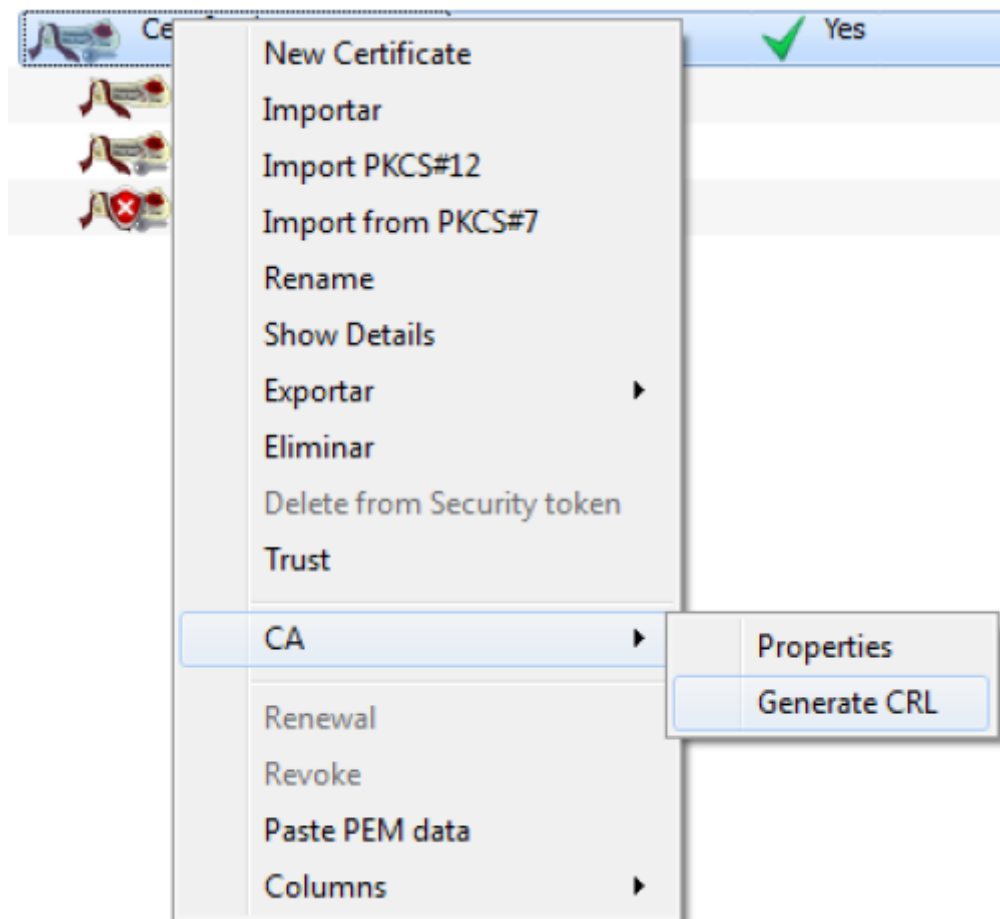 Yes
New Certificate
Importar
Import PKCS#12
Import from PKCS#7
Rename
Show Details
Exportar
Eliminar
Delete from Security token
Trust
CA
Properties
Generate CRL
Renewal
Revoke
Paste PEM data
Columns